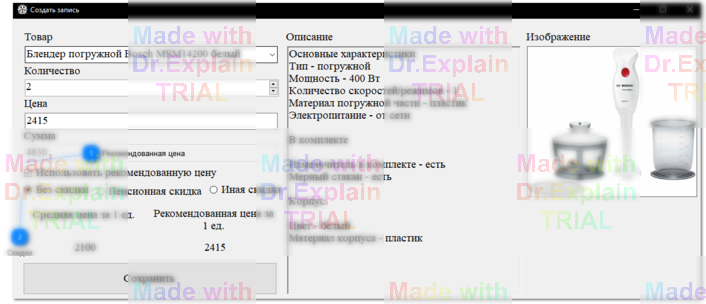 Создать запись
Товар
Блендер погружной Bosch MSM14200 белый
Количество
2
Цена
2415
Сумма
4830
1
Рекомендованная цена
Использовать рекомендованную цену
Без скидки
Пенсионная скидка
Иная скидка
Средняя цена за 1 ед.
Рекомендованная цена за
1 ед.
2
Скидки
2100
2415
Сохранить
Описание
Основные характеристики
Тип - погружной
Мощность - 400 Вт
Количество скоростей/режимов - 1
Материал погружной части - пластик
Электропитание - от сети
В комплекте
Измельчитель в комплекте - есть
Мерный стакан - есть
Корпус
Цвет - белый
Материал корпуса - пластик
Изображение
Made with
Dr.Explain
TRIAL
Made with
Dr.Explain
TRIAL
Made with
Dr.Explain
TRIAL
Made with
Dr.Explain
TRIAL
Made with
Dr.Explain
TRIAL
Made with
Dr.Explain
TRIAL
Made with
Made with
Made with